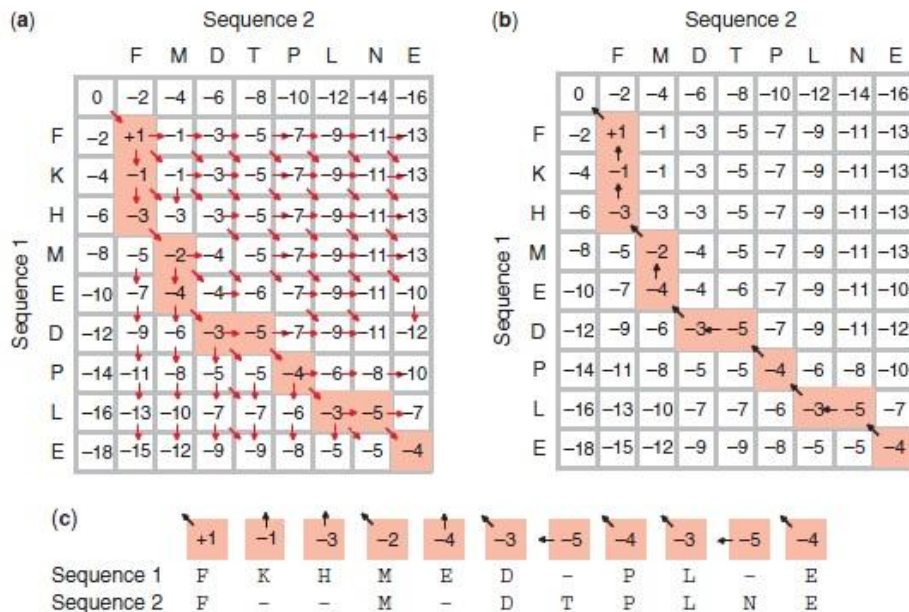 (a) Sequence 2
F M D T P L N E
0 –2 –4 –6 –8 –10 –12 –14 –16
F –2 +1 –1 –3 –5 –7 –9 –11 –13
K –4 –1 –1 –3 –5 –7 –9 –11 –13
H –6 –3 –3 –3 –5 –7 –9 –11 –13
M –8 –5 –2 –4 –5 –7 –9 –11 –13
E –10 –7 –4 –4 –6 –7 –9 –11 –10
D –12 –9 –6 –3 –5 –7 –9 –11 –12
P –14 –11 –8 –5 –5 –4 –6 –8 –10
L –16 –13 –10 –7 –7 –6 –3 –5 –7
E –18 –15 –12 –9 –9 –8 –5 –5 –4
Sequence 1
(b) Sequence 2
F M D T P L N E
0 –2 –4 –6 –8 –10 –12 –14 –16
F –2 +1 –1 –3 –5 –7 –9 –11 –13
K –4 –1 –1 –3 –5 –7 –9 –11 –13
H –6 –3 –3 –3 –5 –7 –9 –11 –13
M –8 –5 –2 –4 –5 –7 –9 –11 –13
E –10 –7 –4 –4 –6 –7 –9 –11 –10
D –12 –9 –6 –3 –5 –7 –9 –11 –12
P –14 –11 –8 –5 –5 –4 –6 –8 –10
L –16 –13 –10 –7 –7 –6 –3 –5 –7
E –18 –15 –12 –9 –9 –8 –5 –5 –4
Sequence 1
(c) +1 –1 –3 –2 –4 –3 –5 –4 –3 –5 –4
Sequence 1 F K H M E D – P L – E
Sequence 2 F – – M – D T P L N E